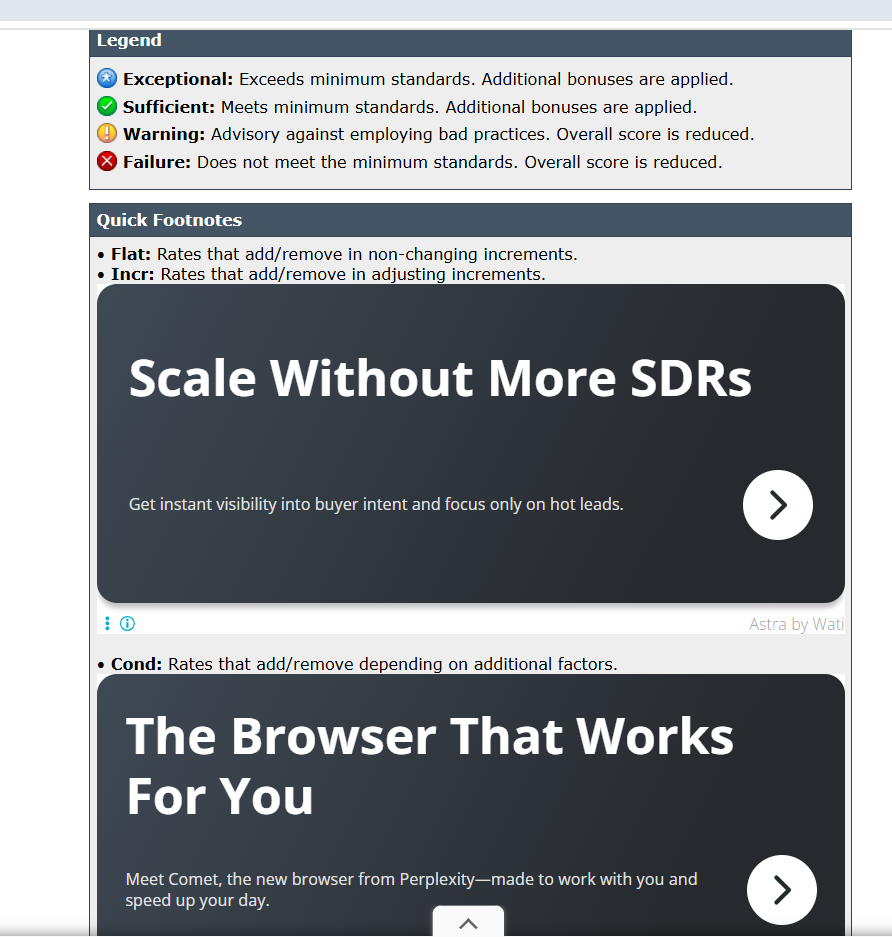 Legend
Exceptional: Exceeds minimum standards. Additional bonuses are applied.
Sufficient: Meets minimum standards. Additional bonuses are applied.
Warning: Advisory against employing bad practices. Overall score is reduced.
Failure: Does not meet the minimum standards. Overall score is reduced.
Quick Footnotes
• Flat: Rates that add/remove in non-changing increments.
• Incr: Rates that add/remove in adjusting increments.
Scale Without More SDRs
Get instant visibility into buyer intent and focus only on hot leads.
Astra by Wati
• Cond: Rates that add/remove depending on additional factors.
The Browser That Works
For You
Meet Comet, the new browser from Perplexity—made to work with you and
speed up your day.